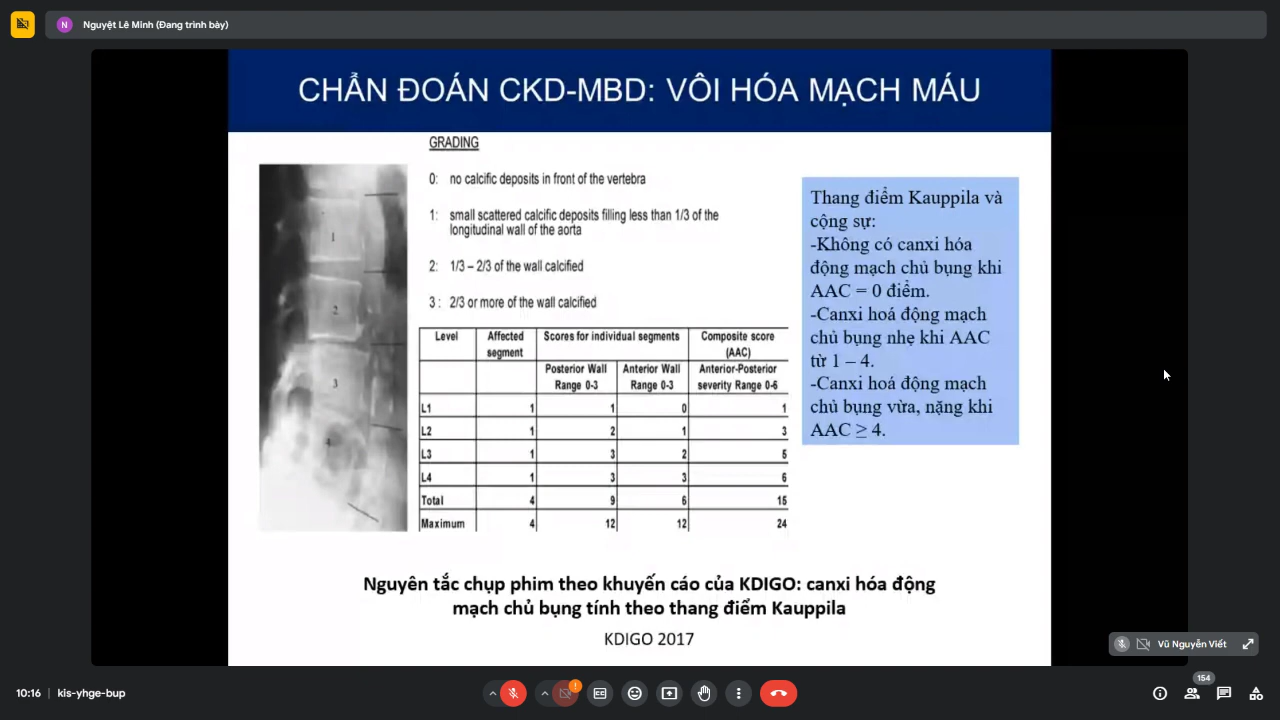 N
Nguyệt Lê Minh (Đang trình bày)
CHẨN ĐOÁN CKD-MBD: VÔI HÓA MẠCH MÁU
GRADING
0: no calcific deposits in front of the vertebra
1: small scattered calcific deposits filling less than 1/3 of the
longitudinal wall of the aorta
2: 1/3 – 2/3 of the wall calcified
3 : 2/3 or more of the wall calcified
1
2
3
4
Level Affected Scores for individual segments Composite score
segment (AAC)
Posterior Wall Anterior Wall Anterior-Posterior
Range 0-3 Range 0-3 severity Range 0-6
L1 1 1 0 1
L2 1 2 1 3
L3 1 3 2 5
L4 1 3 3 6
Total 4 9 6 15
Maximum 4 12 12 24
Thang điểm Kauppila và
cộng sự:
-Không có canxi hóa
động mạch chủ bụng khi
AAC = 0 điểm.
-Canxi hoá động mạch
chủ bụng nhẹ khi AAC
từ 1 – 4.
-Canxi hoá động mạch
chủ bụng vừa, nặng khi
AAC ≥ 4.
Nguyên tắc chụp phim theo khuyến cáo của KDIGO: canxi hóa động
mạch chủ bụng tính theo thang điểm Kauppila
KDIGO 2017
Vũ Nguyễn Viết
10:16 | kis-yhge-bup
154